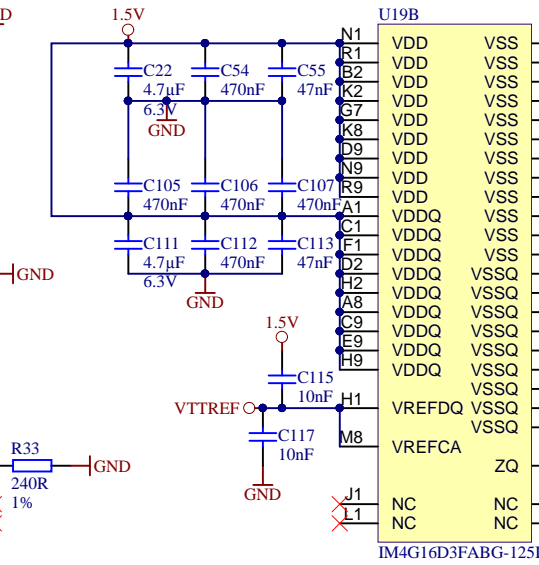 D
1.5V
U19B
C22
4.7µF
6.3V
C54
470nF
C55
47nF
GND
C105
470nF
C106
470nF
C107
470nF
C111
4.7µF
6.3V
C112
470nF
C113
47nF
GND
GND
1.5V
C115
10nF
VTTREF
C117
10nF
GND
R33
240R
1%
GND
N1 VDD VSS
R1 VDD VSS
B2 VDD VSS
K2 VDD VSS
G7 VDD VSS
K8 VDD VSS
D9 VDD VSS
N9 VDD VSS
R9 VDD VSS
A1 VDDQ VSS
C1 VDDQ VSS
F1 VDDQ VSS
D2 VDDQ VSSQ
H2 VDDQ VSSQ
A8 VDDQ VSSQ
C9 VDDQ VSSQ
E9 VDDQ VSSQ
H9 VDDQ VSSQ
VSSQ
H1 VREFDQ VSSQ
VSSQ
M8 VREFCA
ZQ
J1 NC NC
L1 NC NC
IM4G16D3FABG-125I